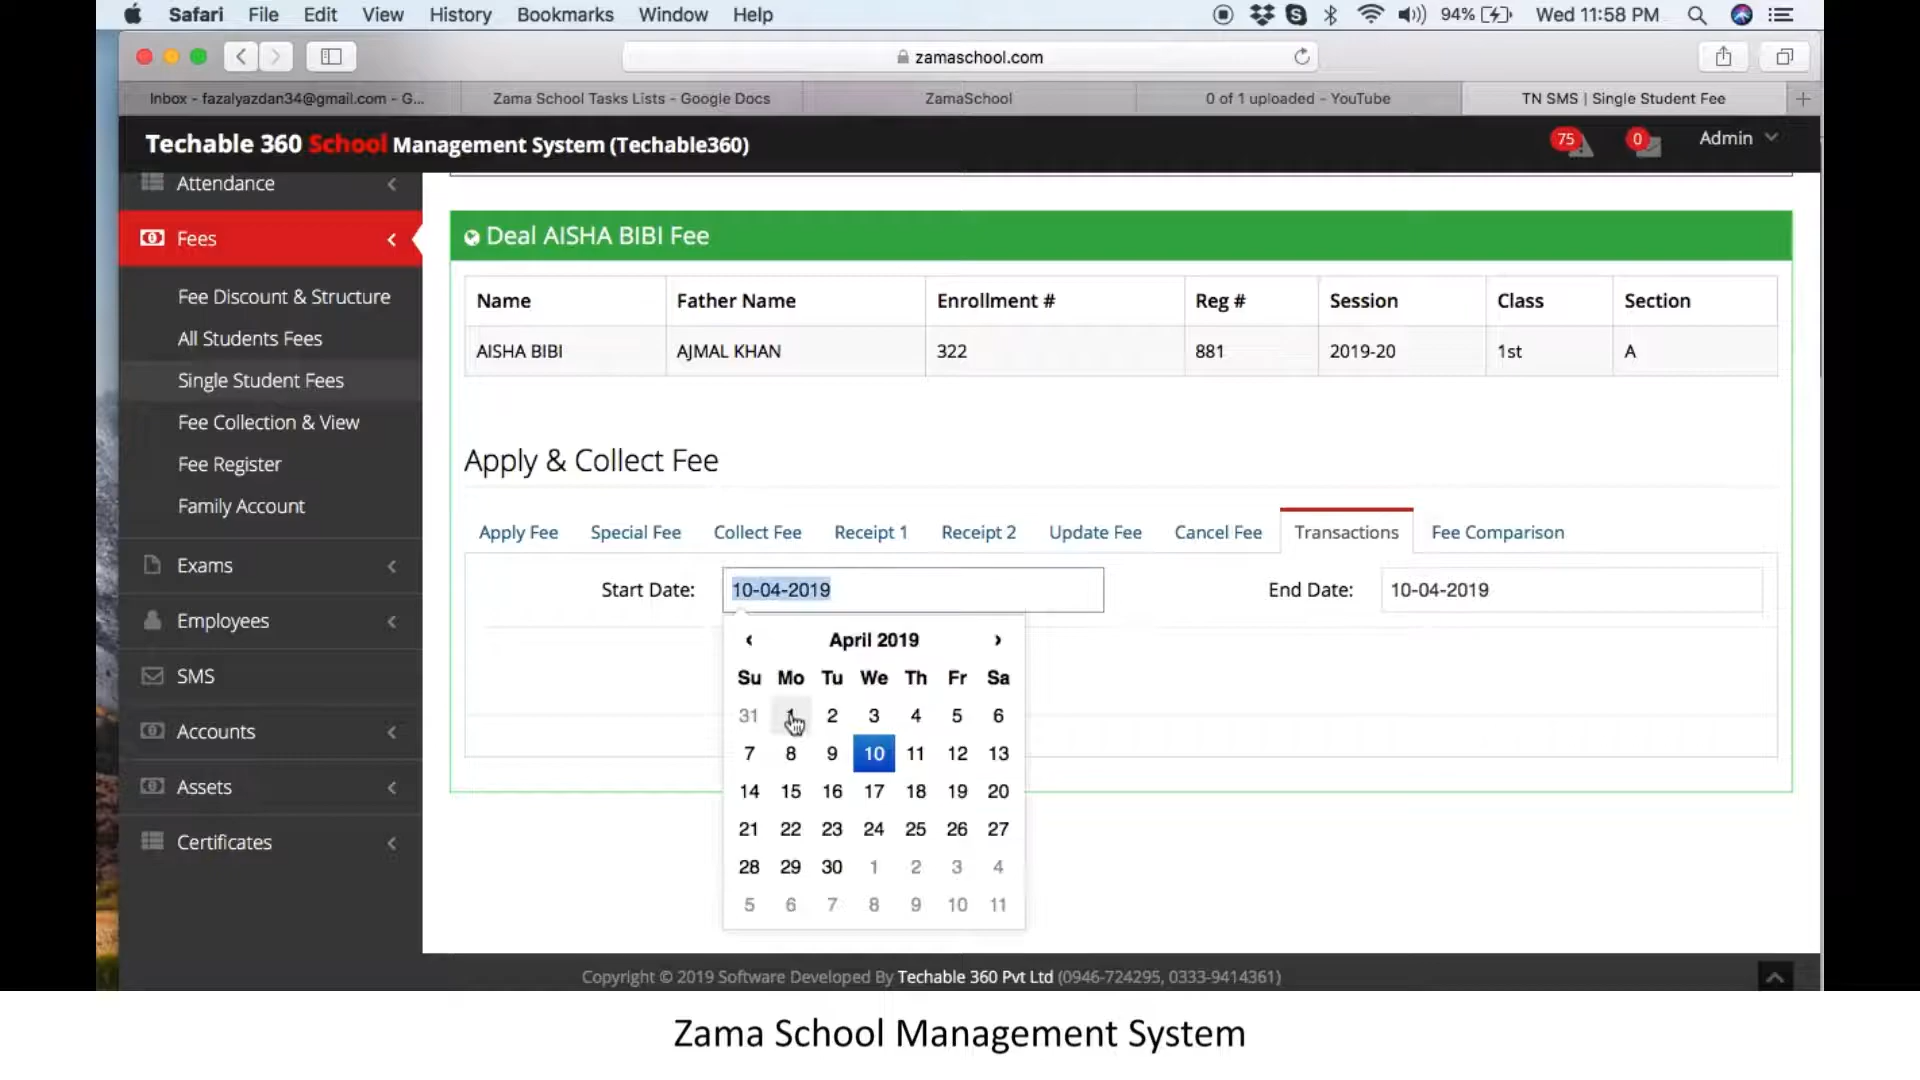 Safari File Edit View History Bookmarks Window Help 94% Wed 11:58 PM
zamaschool.com
Inbox - fazalyazdan34@gmail.com - G... Zama School Tasks Lists - Google Docs ZamaSchool 0 of 1 uploaded - YouTube TN SMS | Single Student Fee
Techable 360 School Management System (Techable360) 75 0 Admin
Attendance
Fees
Fee Discount & Structure
All Students Fees
Single Student Fees
Fee Collection & View
Fee Register
Family Account
Exams
Employees
SMS
Accounts
Assets
Certificates
Deal AISHA BIBI Fee
Name Father Name Enrollment # Reg # Session Class Section
AISHA BIBI AJMAL KHAN 322 881 2019-20 1st A
Apply & Collect Fee
Apply Fee Special Fee Collect Fee Receipt 1 Receipt 2 Update Fee Cancel Fee Transactions Fee Comparison
Start Date: 10-04-2019 End Date: 10-04-2019
‹ April 2019 ›
Su Mo Tu We Th Fr Sa
31 1 2 3 4 5 6
7 8 9 10 11 12 13
14 15 16 17 18 19 20
21 22 23 24 25 26 27
28 29 30 1 2 3 4
5 6 7 8 9 10 11
Copyright © 2019 Software Developed By Techable 360 Pvt Ltd (0946-724295, 0333-9414361)
Zama School Management System